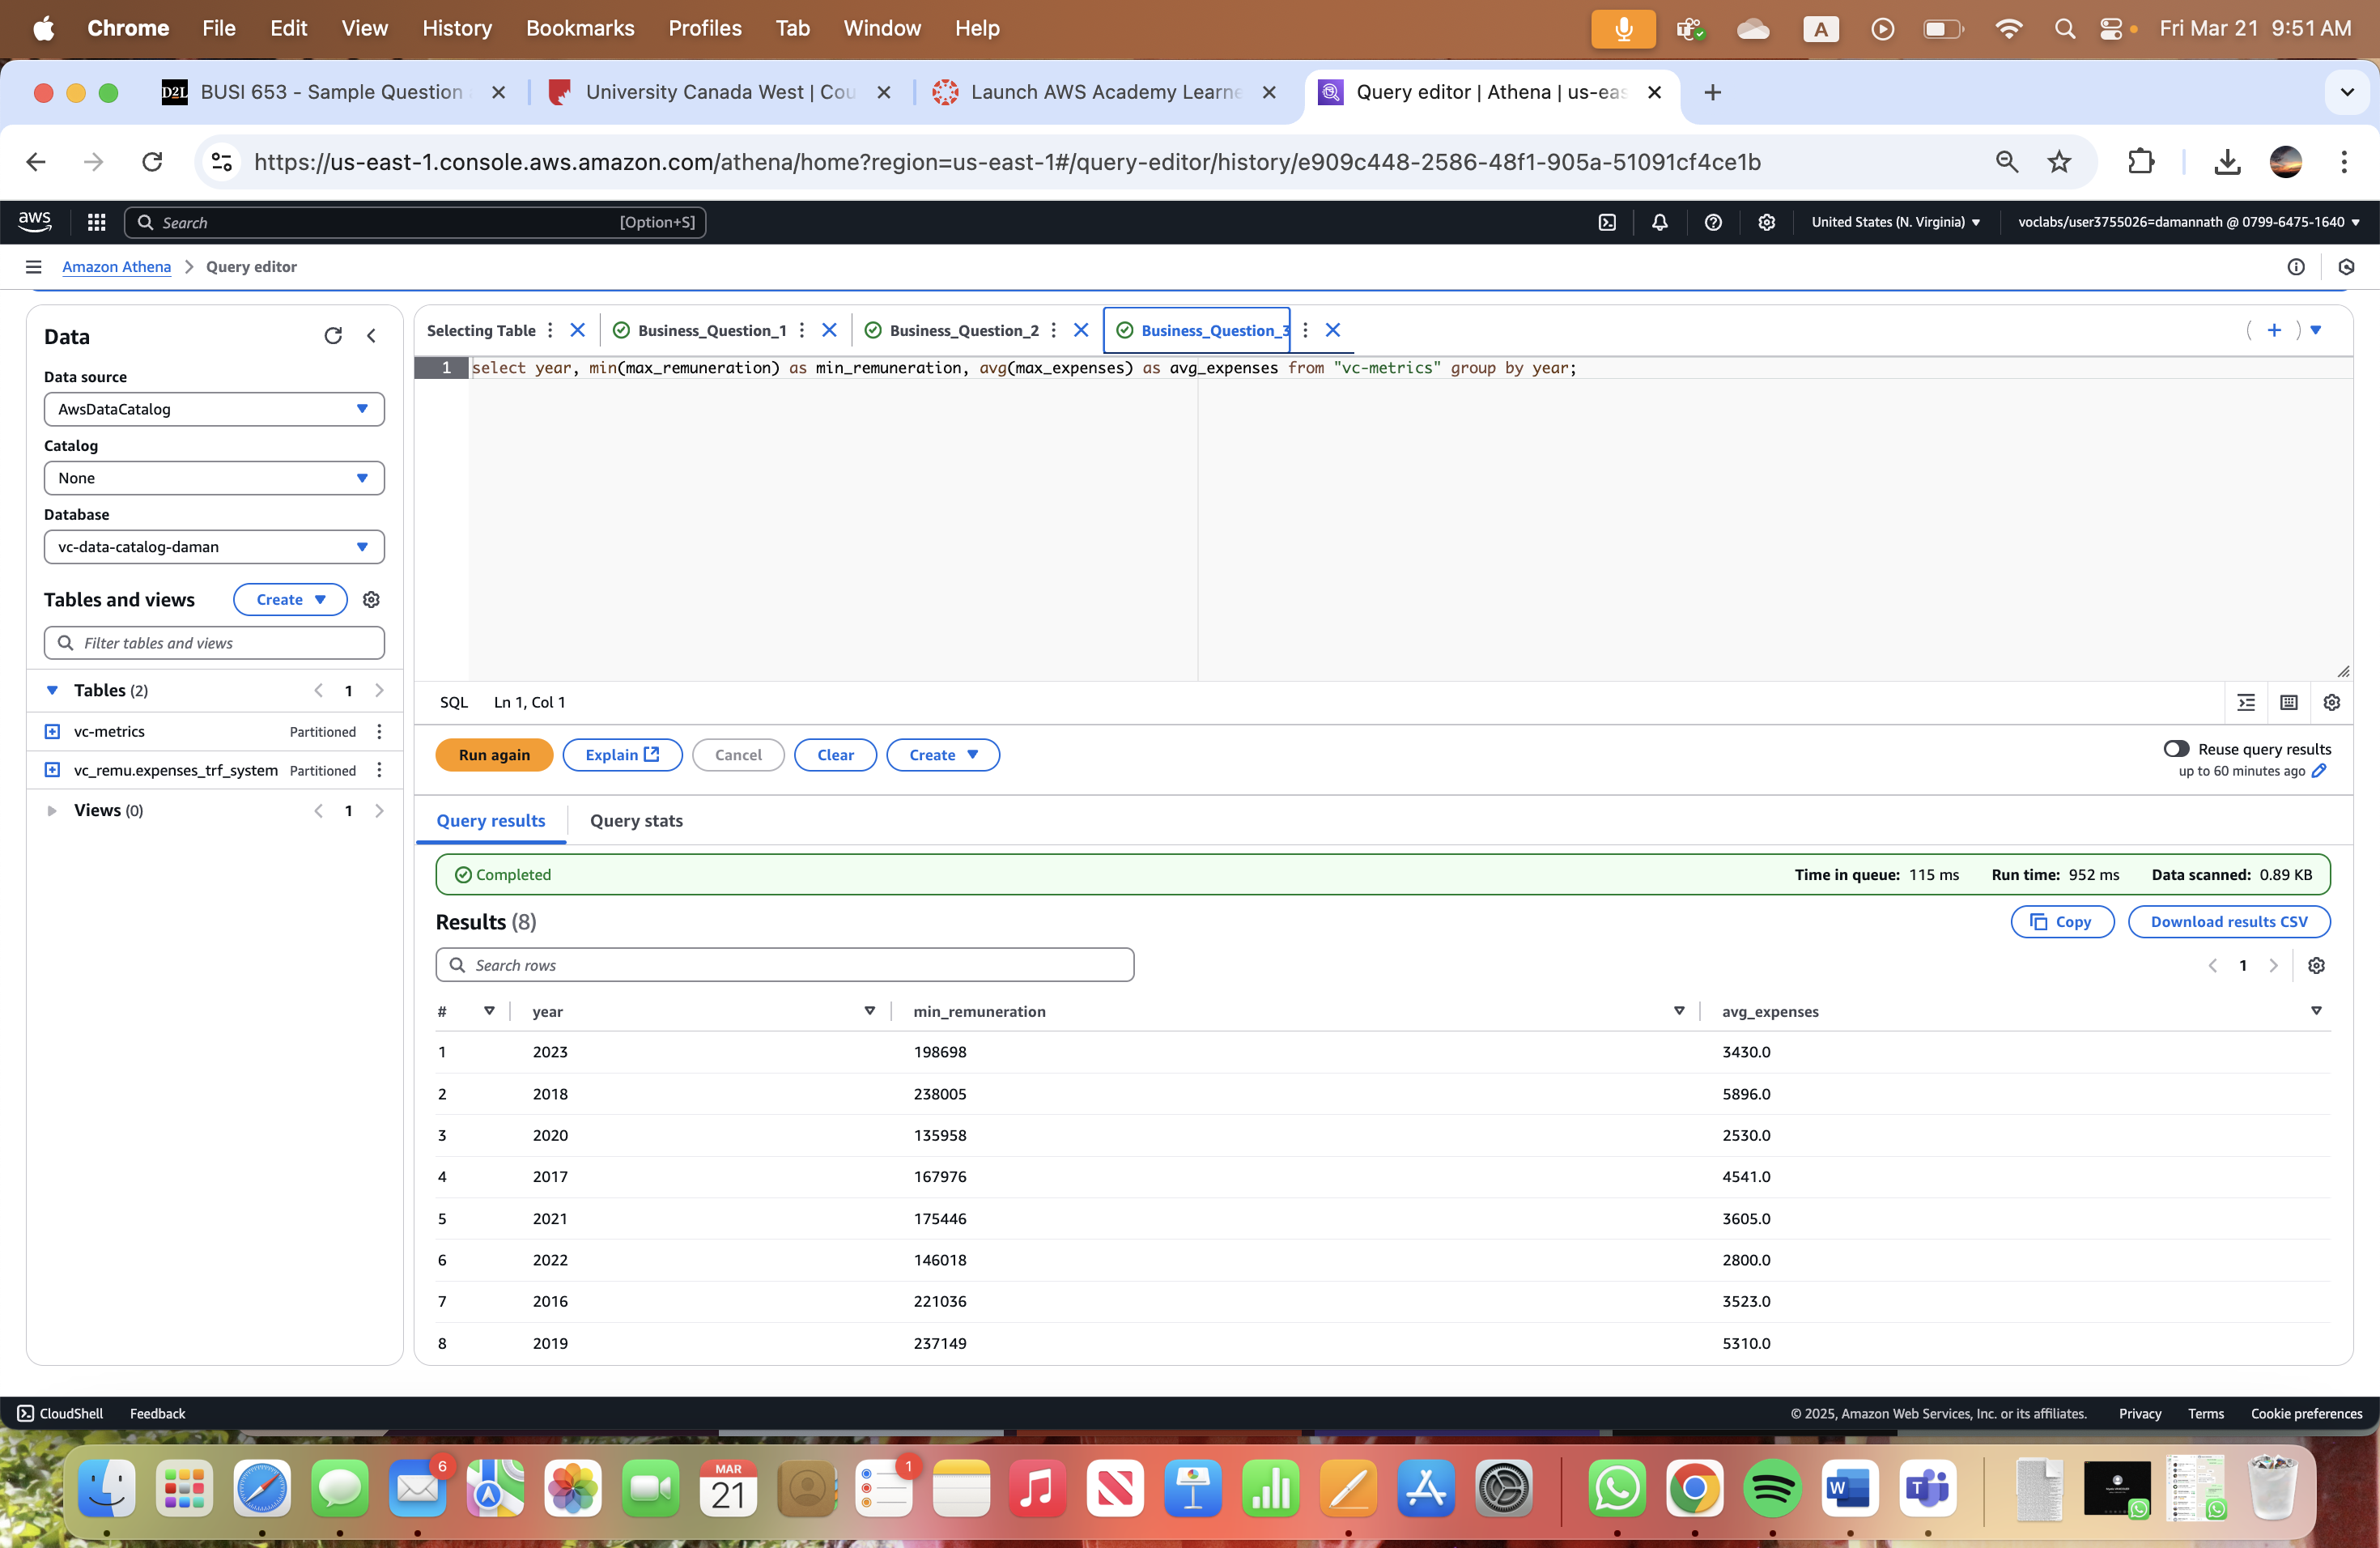 Chrome File Edit View History Bookmarks Profiles Tab Window Help A Fri Mar 21 9:51 AM
D2L BUSI 653 - Sample Question University Canada West | Cou Launch AWS Academy Learne Query editor | Athena | us-eas
https://us-east-1.console.aws.amazon.com/athena/home?region=us-east-1#/query-editor/history/e909c448-2586-48f1-905a-51091cf4ce1b
aws Search [Option+S] United States (N. Virginia) voclabs/user3755026=damannath @ 0799-6475-1640
Amazon Athena Query editor
Data
Data source
AwsDataCatalog
Catalog
None
Database
vc-data-catalog-daman
Tables and views Create
Filter tables and views
Tables (2) 1
vc-metrics Partitioned
vc_remu.expenses_trf_system Partitioned
Views (0) 1
Selecting Table Business_Question_1 Business_Question_2 Business_Question_3
1 select year, min(max_remuneration) as min_remuneration, avg(max_expenses) as avg_expenses from "vc-metrics" group by year;
SQL Ln 1, Col 1
Run again Explain Cancel Clear Create
Reuse query results
up to 60 minutes ago
Query results Query stats
Completed Time in queue: 115 ms Run time: 952 ms Data scanned: 0.89 KB
Results (8) Copy Download results CSV
Search rows 1
# year min_remuneration avg_expenses
1 2023 198698 3430.0
2 2018 238005 5896.0
3 2020 135958 2530.0
4 2017 167976 4541.0
5 2021 175446 3605.0
6 2022 146018 2800.0
7 2016 221036 3523.0
8 2019 237149 5310.0
CloudShell Feedback © 2025, Amazon Web Services, Inc. or its affiliates. Privacy Terms Cookie preferences
6 MAR 21 1 W T